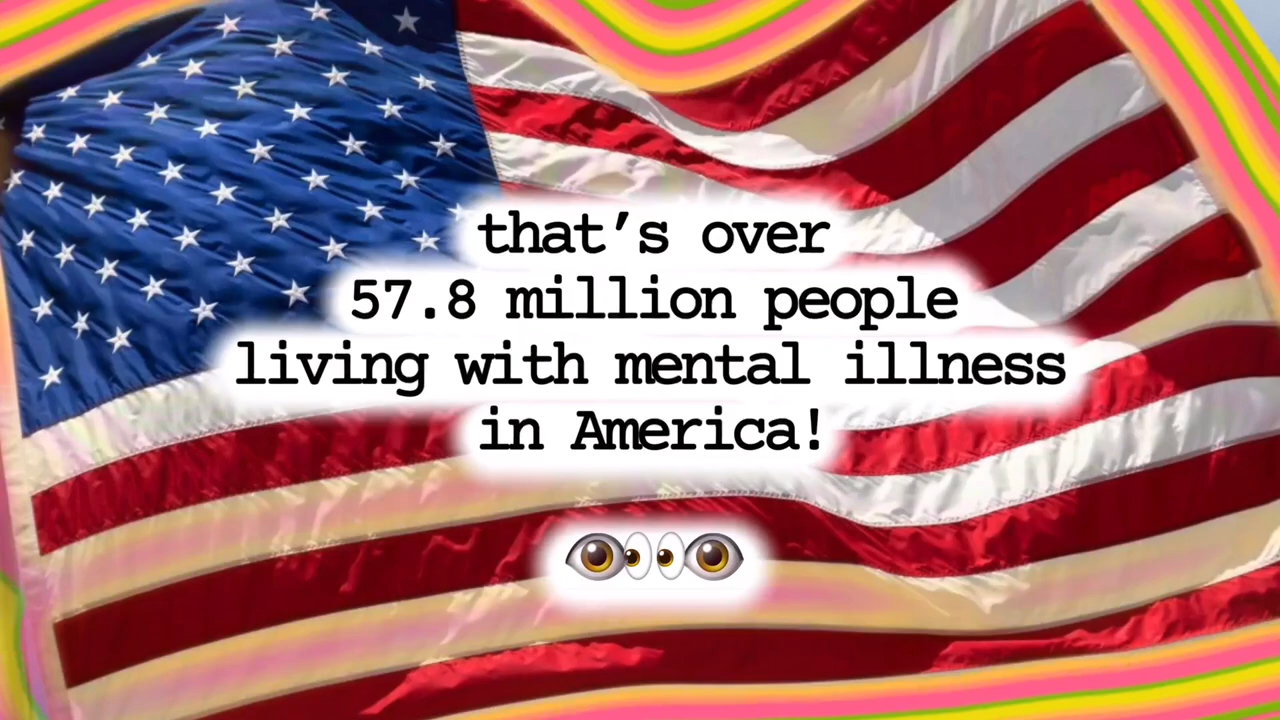 that’s over
57.8 million people
living with mental illness
in America!